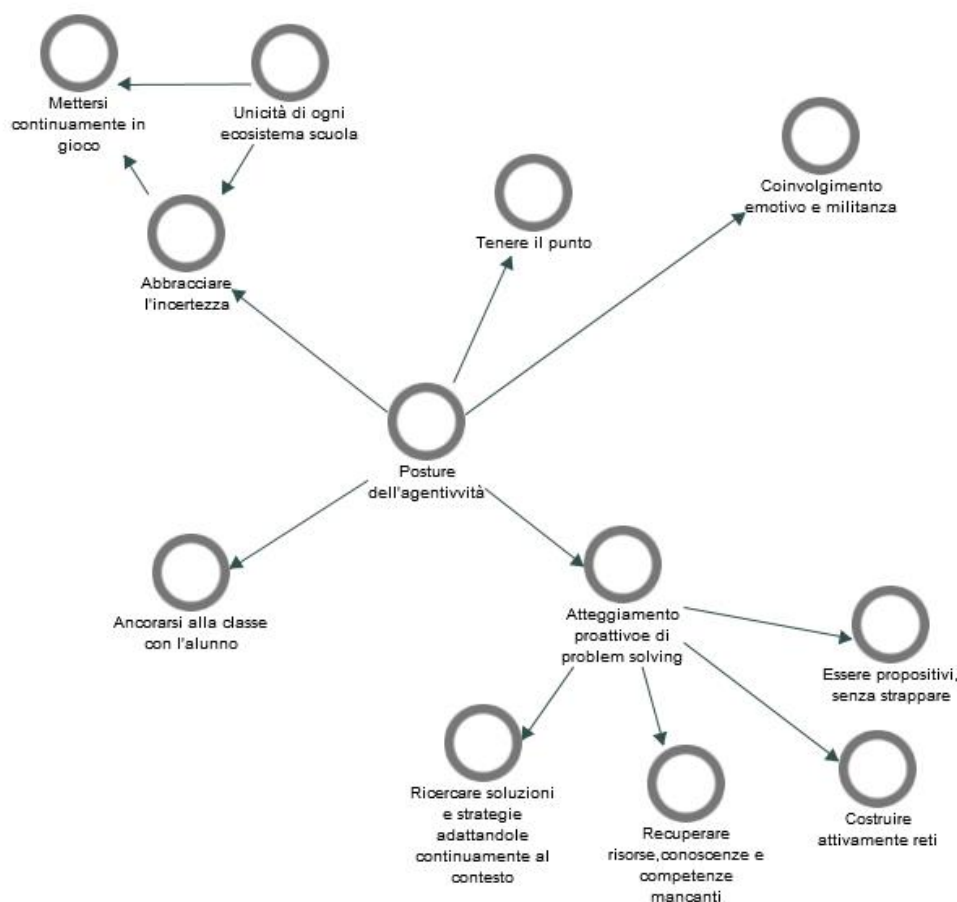 Mettersi
continuamente in
gioco
Unicità di ogni
ecosistema scuola
Coinvolgimento
emotivo e militanza
Tenere il punto
Abbracciare
l'incertezza
Posture
dell'agentivvità
Ancorarsi alla classe
con l'alunno
Atteggiamento
proattivoe di
problem solving
Essere propositivi,
senza strappare
Ricercare soluzioni
e strategie
adattandole
continuamente al
contesto
Recuperare
risorse,conoscenze e
competenze
mancanti
Costruire
attivamente reti